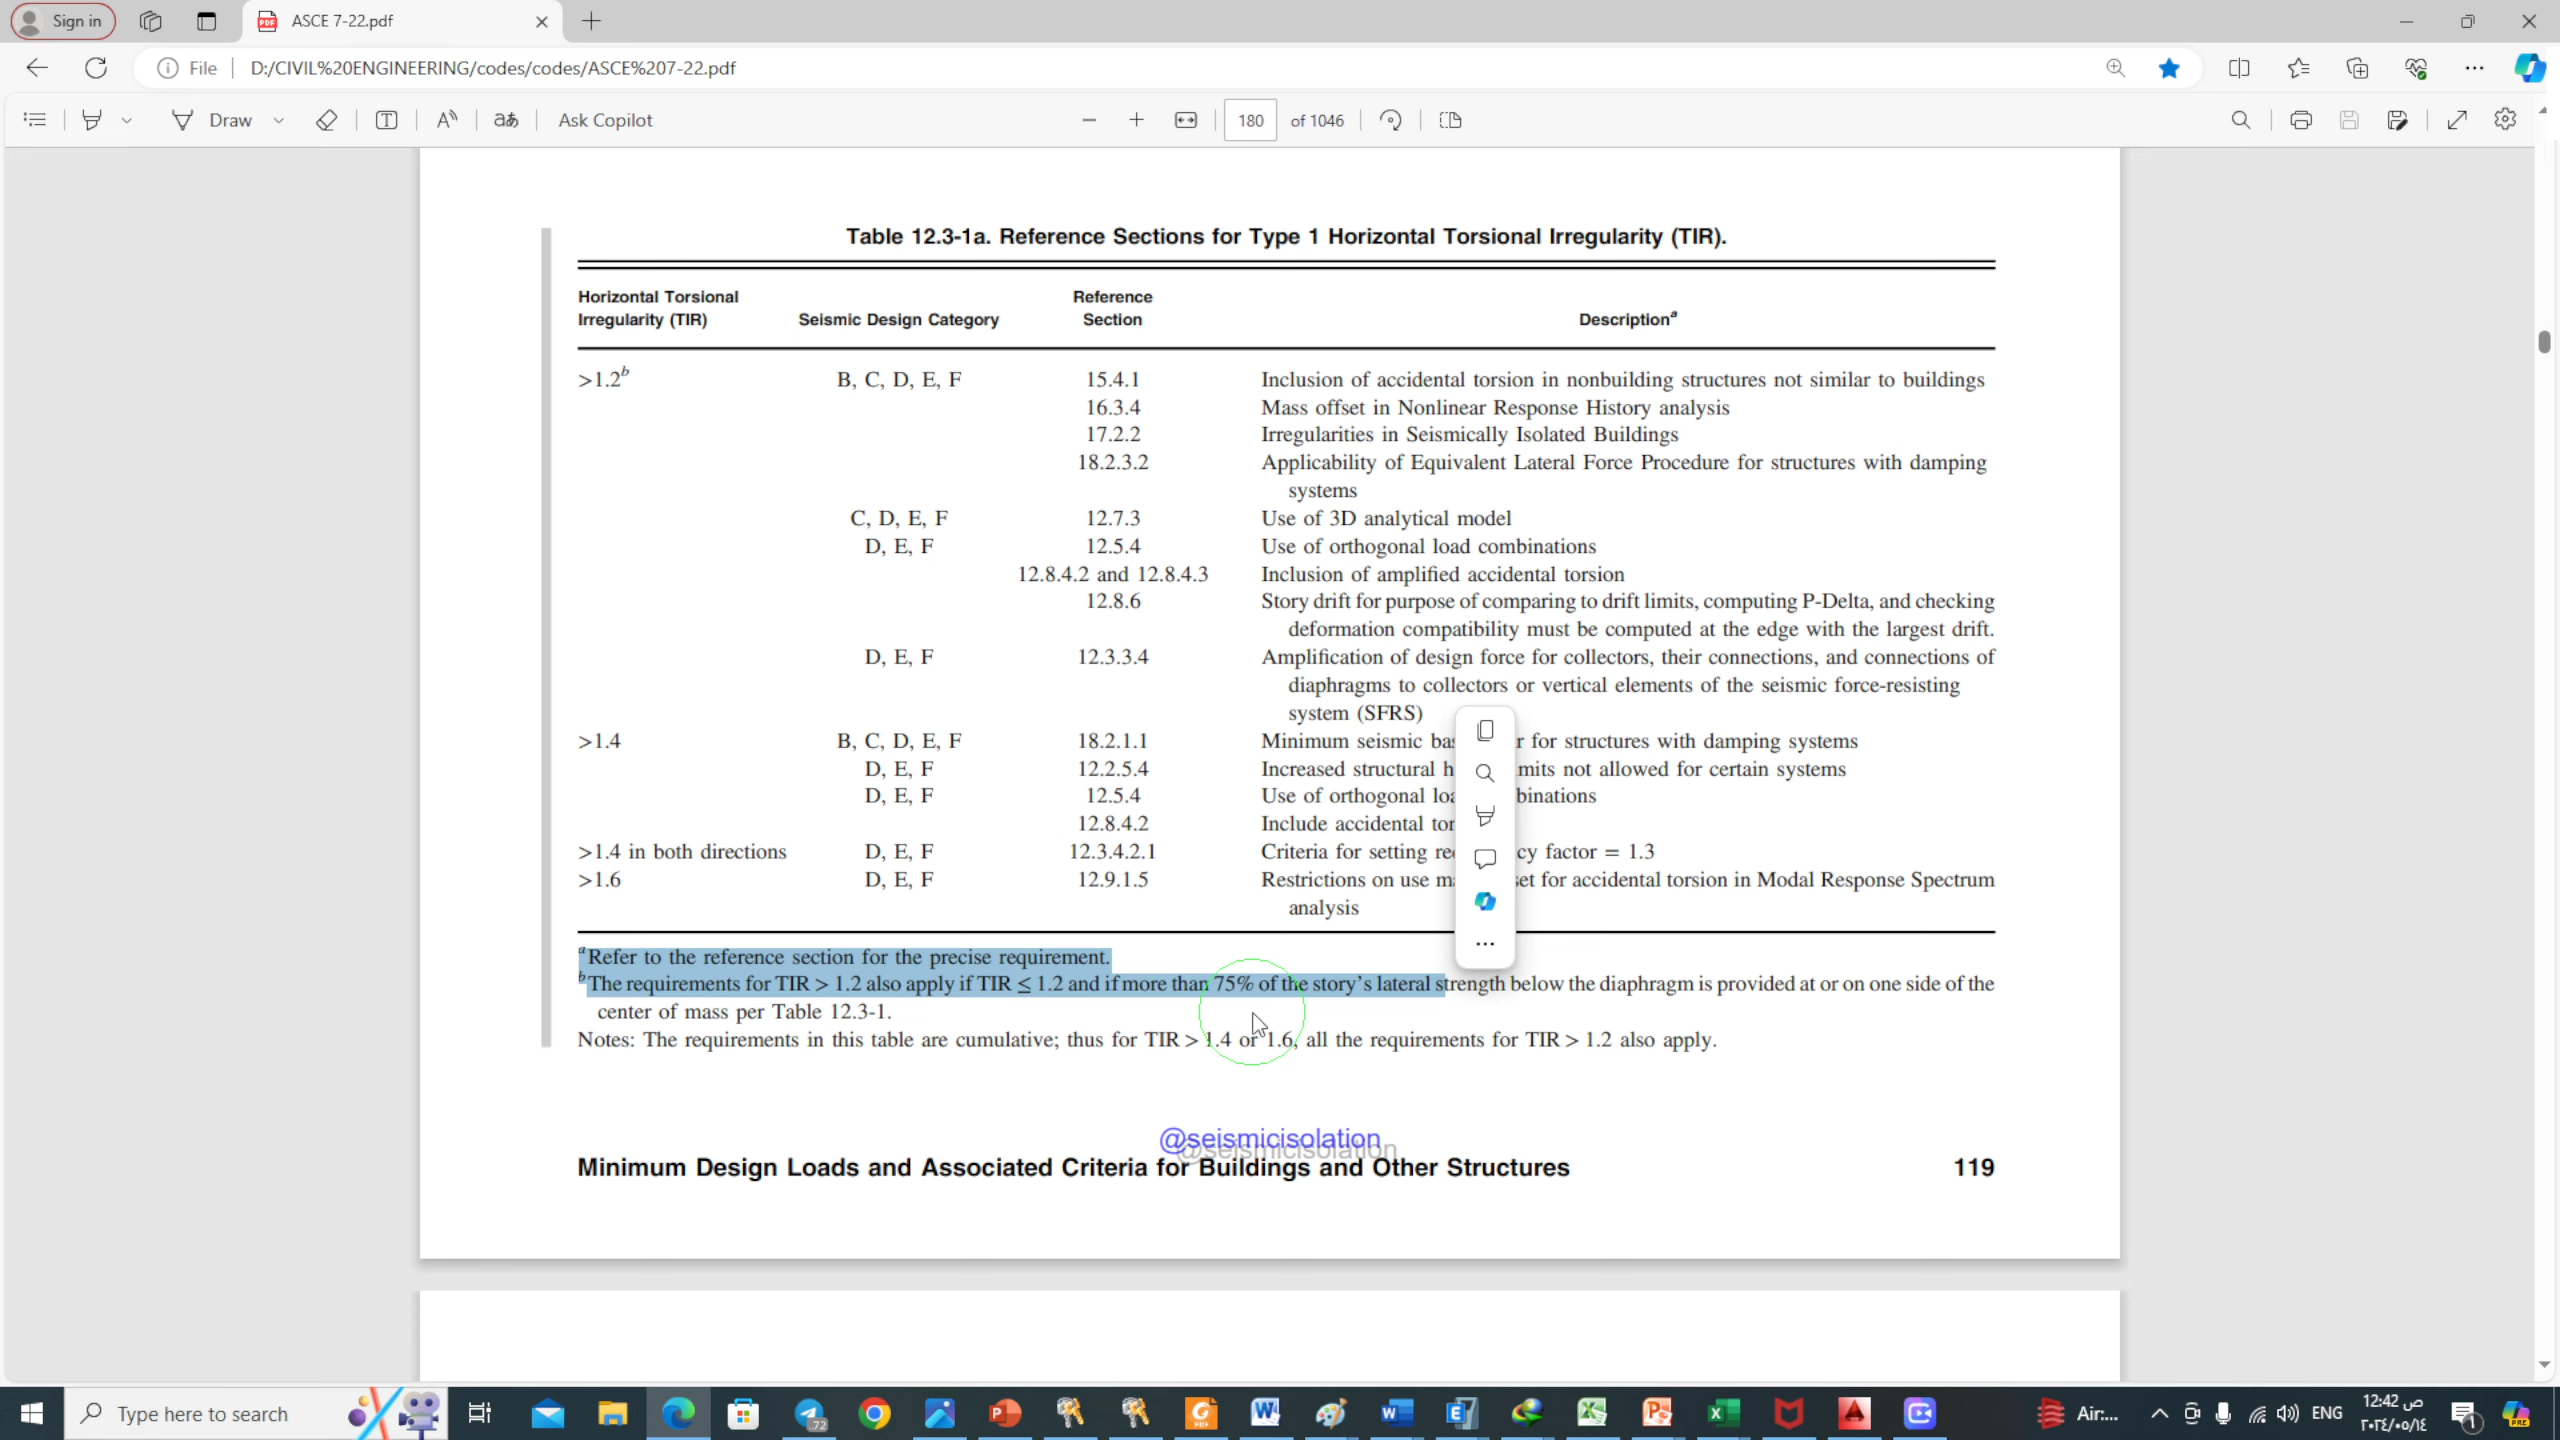 Sign in
ASCE 7-22.pdf
File D:/CIVIL%20ENGINEERING/codes/codes/ASCE%207-22.pdf
Draw
Ask Copilot
180 of 1046
Table 12.3-1a. Reference Sections for Type 1 Horizontal Torsional Irregularity (TIR).
Horizontal Torsional Irregularity (TIR) Seismic Design Category Reference Section Descriptionᵃ
>1.2ᵇ B, C, D, E, F 15.4.1 Inclusion of accidental torsion in nonbuilding structures not similar to buildings
16.3.4 Mass offset in Nonlinear Response History analysis
17.2.2 Irregularities in Seismically Isolated Buildings
18.2.3.2 Applicability of Equivalent Lateral Force Procedure for structures with damping
systems
C, D, E, F 12.7.3 Use of 3D analytical model
D, E, F 12.5.4 Use of orthogonal load combinations
12.8.4.2 and 12.8.4.3 Inclusion of amplified accidental torsion
12.8.6 Story drift for purpose of comparing to drift limits, computing P-Delta, and checking
deformation compatibility must be computed at the edge with the largest drift.
D, E, F 12.3.3.4 Amplification of design force for collectors, their connections, and connections of
diaphragms to collectors or vertical elements of the seismic force-resisting
system (SFRS)
>1.4 B, C, D, E, F 18.2.1.1 Minimum seismic for structures with damping systems
D, E, F 12.2.5.4 Increased structural not allowed for certain systems
D, E, F 12.5.4 Use of orthogonal
12.8.4.2 Include accidental
>1.4 in both directions D, E, F 12.3.4.2.1 Criteria for setting factor = 1.3
>1.6 D, E, F 12.9.1.5 Restrictions on use for accidental torsion in Modal Response Spectrum
analysis
ᵃRefer to the reference section for the precise requirement.
ᵇThe requirements for TIR > 1.2 also apply if TIR ≤ 1.2 and if more than 75% of the story's lateral strength below the diaphragm is provided at or on one side of the
center of mass per Table 12.3-1.
Notes: The requirements in this table are cumulative; thus for TIR > 1.4 or 1.6, all the requirements for TIR > 1.2 also apply.
@seismicisolation
@seismicisolation
Minimum Design Loads and Associated Criteria for Buildings and Other Structures 119
Type here to search
72
Air:...
ENG
12:42 ص
٢٠٢٤/٠٥/١٤
1